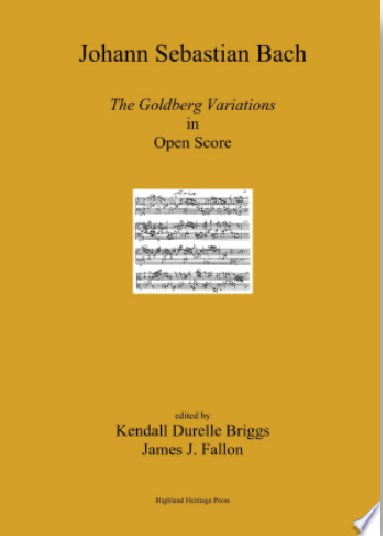 Johann Sebastian Bach
The Goldberg Variations
in
Open Score
Aria
edited by
Kendall Durelle Briggs
James J. Fallon
Highland Heritage Press